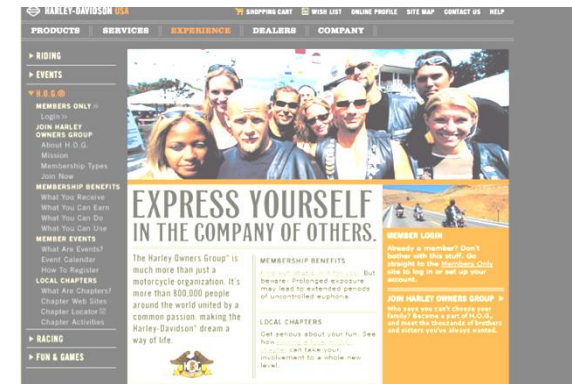 HARLEY-DAVIDSON USA
SHOPPING CART WISH LIST ONLINE PROFILE SITE MAP CONTACT US HELP
PRODUCTS SERVICES EXPERIENCE DEALERS COMPANY
RIDING
EVENTS
H.O.G.®
MEMBERS ONLY »
Login »
JOIN HARLEY
OWNERS GROUP
About H.O.G.
Mission
Membership Types
Join Now
MEMBERSHIP BENEFITS
What You Receive
What You Can Earn
What You Can Do
What You Can Use
MEMBER EVENTS
What Are Events?
Event Calendar
How To Register
LOCAL CHAPTERS
What Are Chapters?
Chapter Web Sites
Chapter Locator
Chapter Activities
RACING
FUN & GAMES
EXPRESS YOURSELF
IN THE COMPANY OF OTHERS.
The Harley Owners Group® is
much more than just a
motorcycle organization. It's
more than 800,000 people
around the world united by a
common passion: making the
Harley-Davidson® dream a
way of life.
MEMBERSHIP BENEFITS
Find out what's in it for you. But
beware: Prolonged exposure
may lead to extended periods
of uncontrolled euphoria.
LOCAL CHAPTERS
Get serious about your fun. See
how
can take your
involvement to a whole new
level.
MEMBER LOGIN
Already a member? Don't
bother with this stuff. Go
straight to the Members Only
site to log in or set up your
account.
JOIN HARLEY OWNERS GROUP
Who says you can't choose your
family? Become a part of H.O.G.,
and meet the thousands of brothers
and sisters you've always wanted.